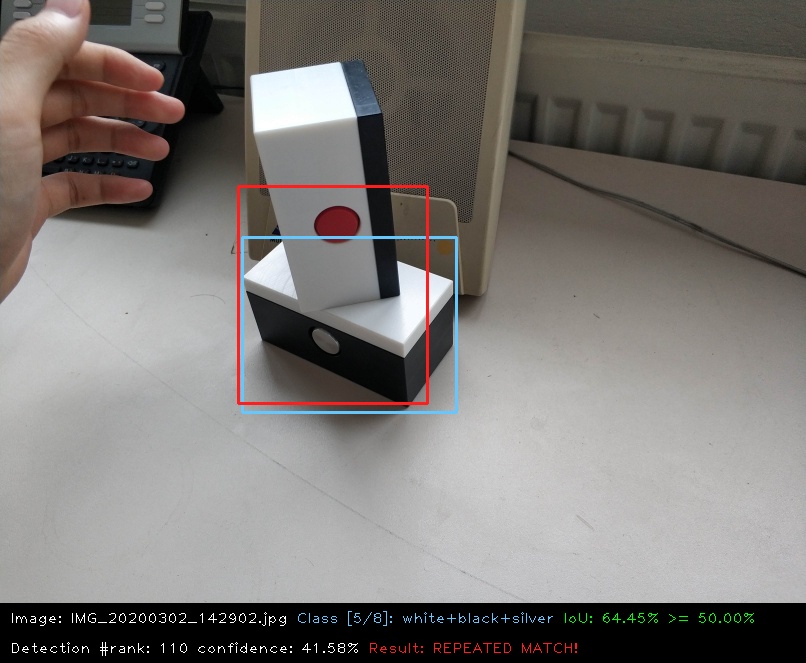 Image: IMG_20200302_142902.jpg Class [5/8]: white+black+silver IoU: 64.45% >= 50.00%
Detection #rank: 110 confidence: 41.58% Result: REPEATED MATCH!